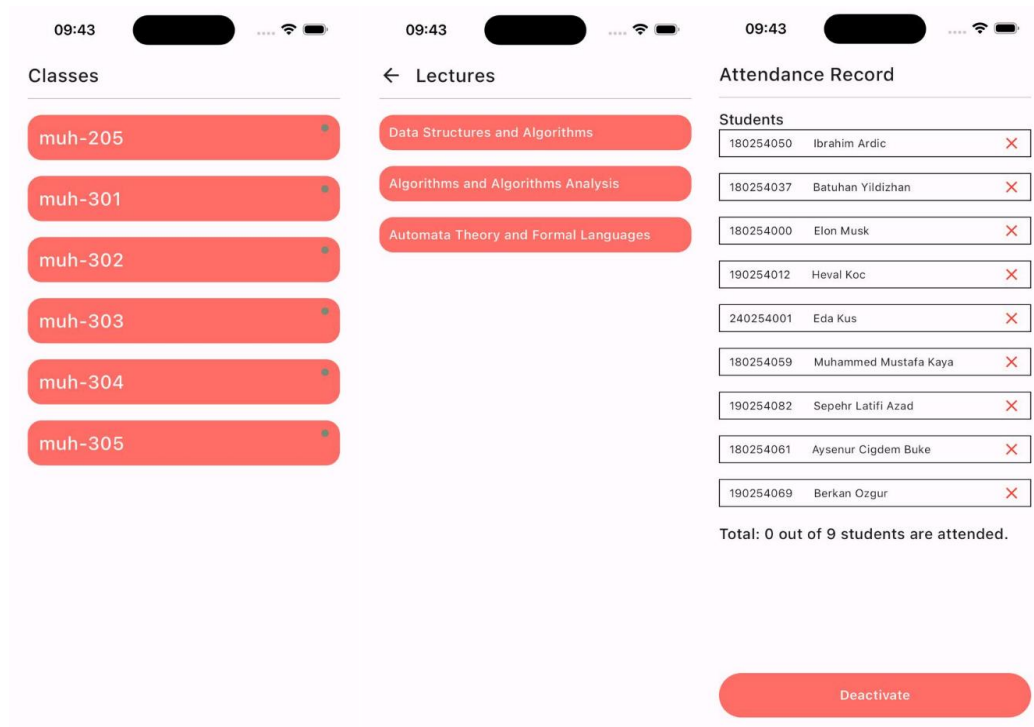 09:43
Classes
muh-205
muh-301
muh-302
muh-303
muh-304
muh-305
09:43
← Lectures
Data Structures and Algorithms
Algorithms and Algorithms Analysis
Automata Theory and Formal Languages
09:43
Attendance Record
Students
180254050 Ibrahim Ardic
180254037 Batuhan Yildizhan
180254000 Elon Musk
190254012 Heval Koc
240254001 Eda Kus
180254059 Muhammed Mustafa Kaya
190254082 Sepehr Latifi Azad
180254061 Aysenur Cigdem Buke
190254069 Berkan Ozgur
Total: 0 out of 9 students are attended.
Deactivate